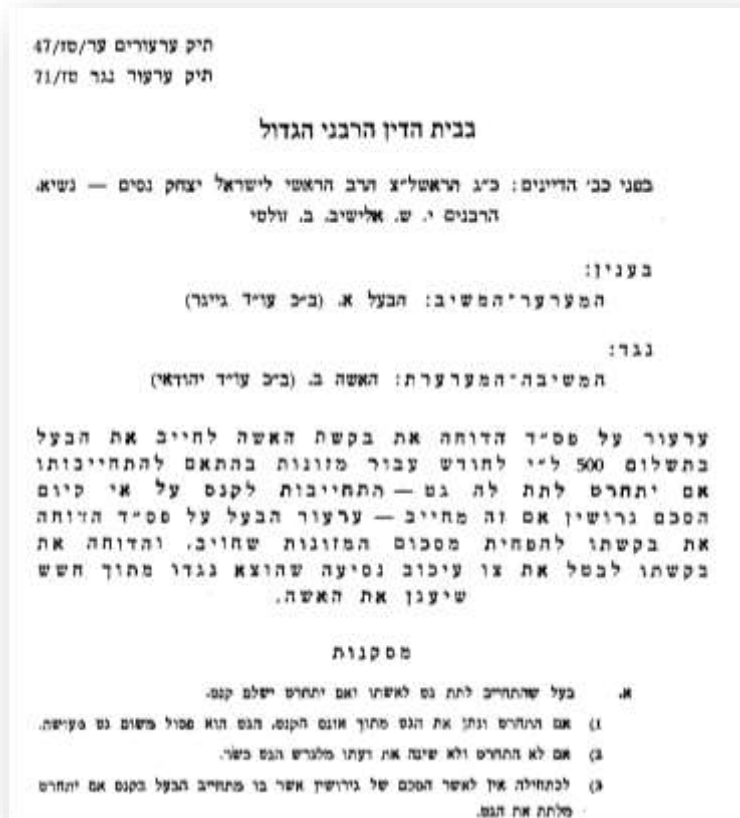 תיק ערעורים ער/טז/47
תיק ערעור נגד טז/71
בבית הדין הרבני הגדול
בפני כב׳ הדיינים: כ״ג הראשל״צ הרב הראשי לישראל יצחק נסים — נשיא,
הרבנים י. ש. אלישיב. ב. זולטי
בענין:
המערער־המשיב: הבעל א. (ב״כ עו״ד גייגר)
נגד:
המשיבה־המערערת: האשה ב. (ב״כ עו״ד יהודאי)
ערעור על פס״ד הדוחה את בקשת האשה לחייב את הבעל
בתשלום 500 ל״י לחודש עבור מזונות בהתאם להתחייבותו
אם יתחרט לתת לה גט — התחייבות לקנס על אי קיום
הסכם גרושין אם זה מחייב — ערעור הבעל על פס״ד הדוחה
את בקשתו להפחית מסכום המזונות שחויב. והדוחה את
בקשתו לבטל את צו עיכוב נסיעה שהוצא נגדו מתוך חשש
שיעגן את האשה.
מסקנות
א. בעל שהתחייב לתת גט לאשתו ואם יתחרט ישלם קנס.
1) אם התחרט ונתן את הגט מתוך אונס הקנס, הגט הוא פסול משום גט מעושה.
2) אם לא התחרט ולא שינה את דעתו מלגרש הגט כשר.
3) לכתחילה אין לאשר הסכם של גירושין אשר בו מתחייב הבעל בקנס אם יתחרט
מלתת את הגט.